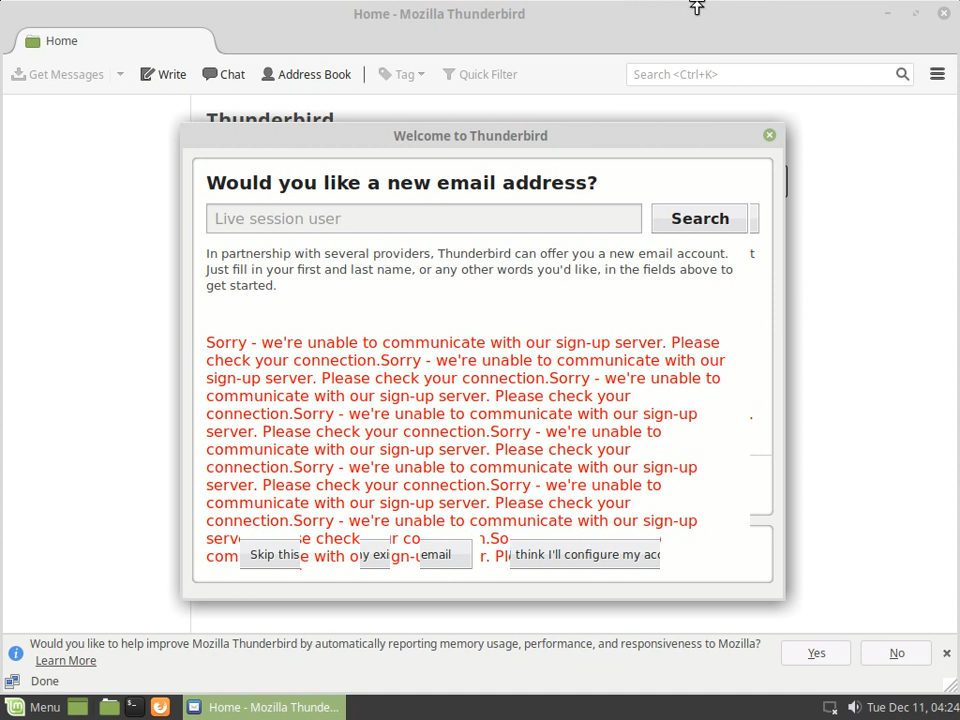 Home - Mozilla Thunderbird
Home
Get Messages
Write
Chat
Address Book
Tag
Quick Filter
Search <Ctrl+K>
Thunderbird
Welcome to Thunderbird
Would you like a new email address?
Live session user
Search
In partnership with several providers, Thunderbird can offer you a new email account.
Just fill in your first and last name, or any other words you'd like, in the fields above to
get started.
Sorry - we're unable to communicate with our sign-up server. Please
check your connection.Sorry - we're unable to communicate with our
sign-up server. Please check your connection.Sorry - we're unable to
communicate with our sign-up server. Please check your
connection.Sorry - we're unable to communicate with our sign-up
server. Please check your connection.Sorry - we're unable to
communicate with our sign-up server. Please check your
connection.Sorry - we're unable to communicate with our sign-up
server. Please check your connection.Sorry - we're unable to
communicate with our sign-up server. Please check your
connection.Sorry - we're unable to communicate with our sign-up
check
Skip this
email
think I'll configure my acc
Would you like to help improve Mozilla Thunderbird by automatically reporting memory usage, performance, and responsiveness to Mozilla?
Learn More
Yes
No
Done
Menu
Home - Mozilla Thunde...
Tue Dec 11, 04:24